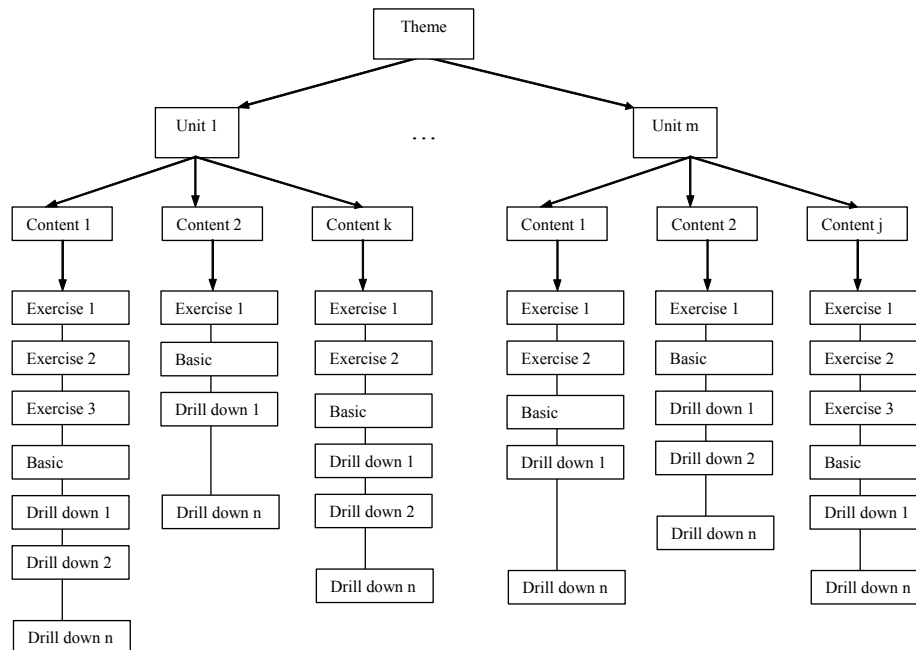 Theme
Unit 1
...
Unit m
Content 1
Content 2
Content k
Content 1
Content 2
Content j
Exercise 1
Exercise 1
Exercise 1
Exercise 1
Exercise 1
Exercise 1
Exercise 2
Basic
Exercise 2
Exercise 2
Basic
Exercise 2
Exercise 3
Drill down 1
Basic
Basic
Drill down 1
Exercise 3
Basic
Drill down 1
Drill down 1
Drill down 2
Basic
Drill down 1
Drill down n
Drill down 2
Drill down n
Drill down 1
Drill down 2
Drill down n
Drill down n
Drill down n
Drill down n